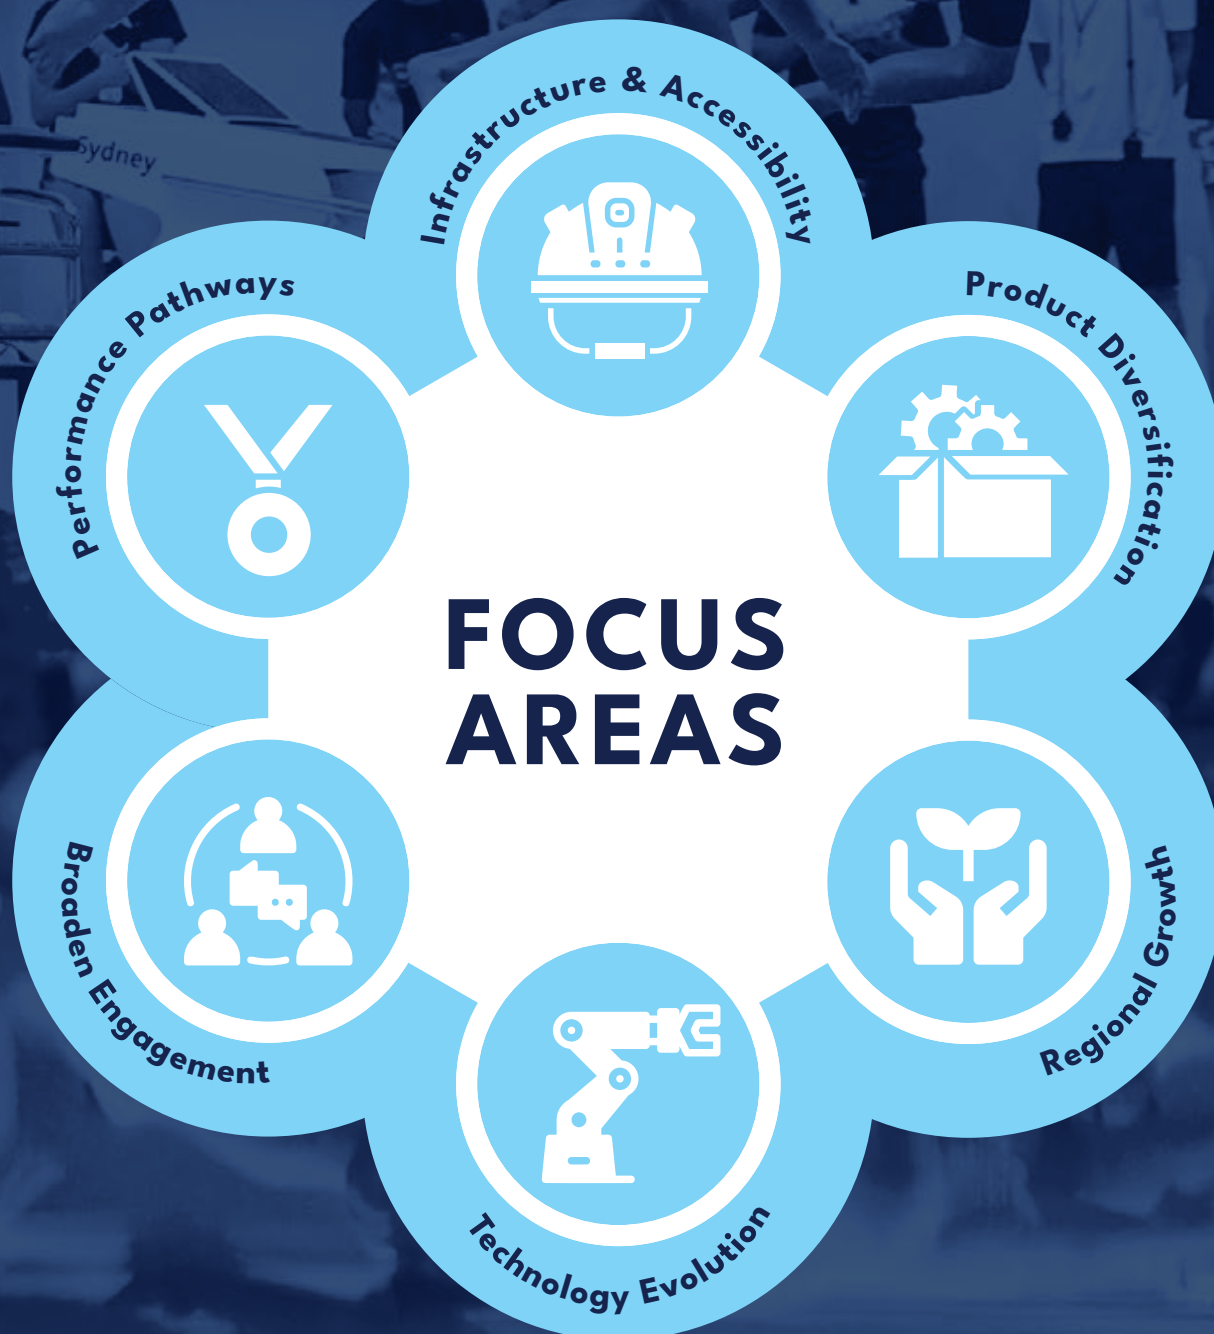 Infrastructure & Accessibility
Product Diversification
Regional Growth
Technology Evolution
Broaden Engagement
Performance Pathways
FOCUS
AREAS
Sydney